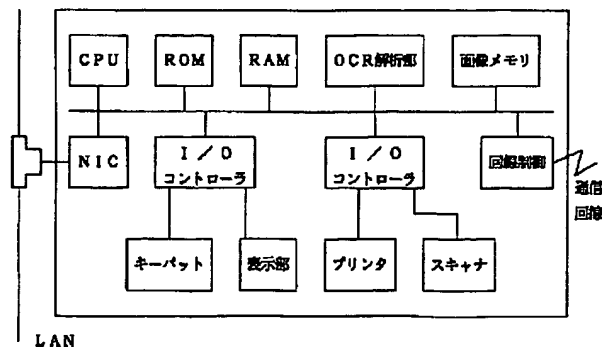 CPU
ROM
RAM
OCR解析部
画像メモリ
NIC
I/O
コントローラ
I/O
コントローラ
回線制御
通信
回線
キーパット
表示部
プリンタ
スキャナ
LAN